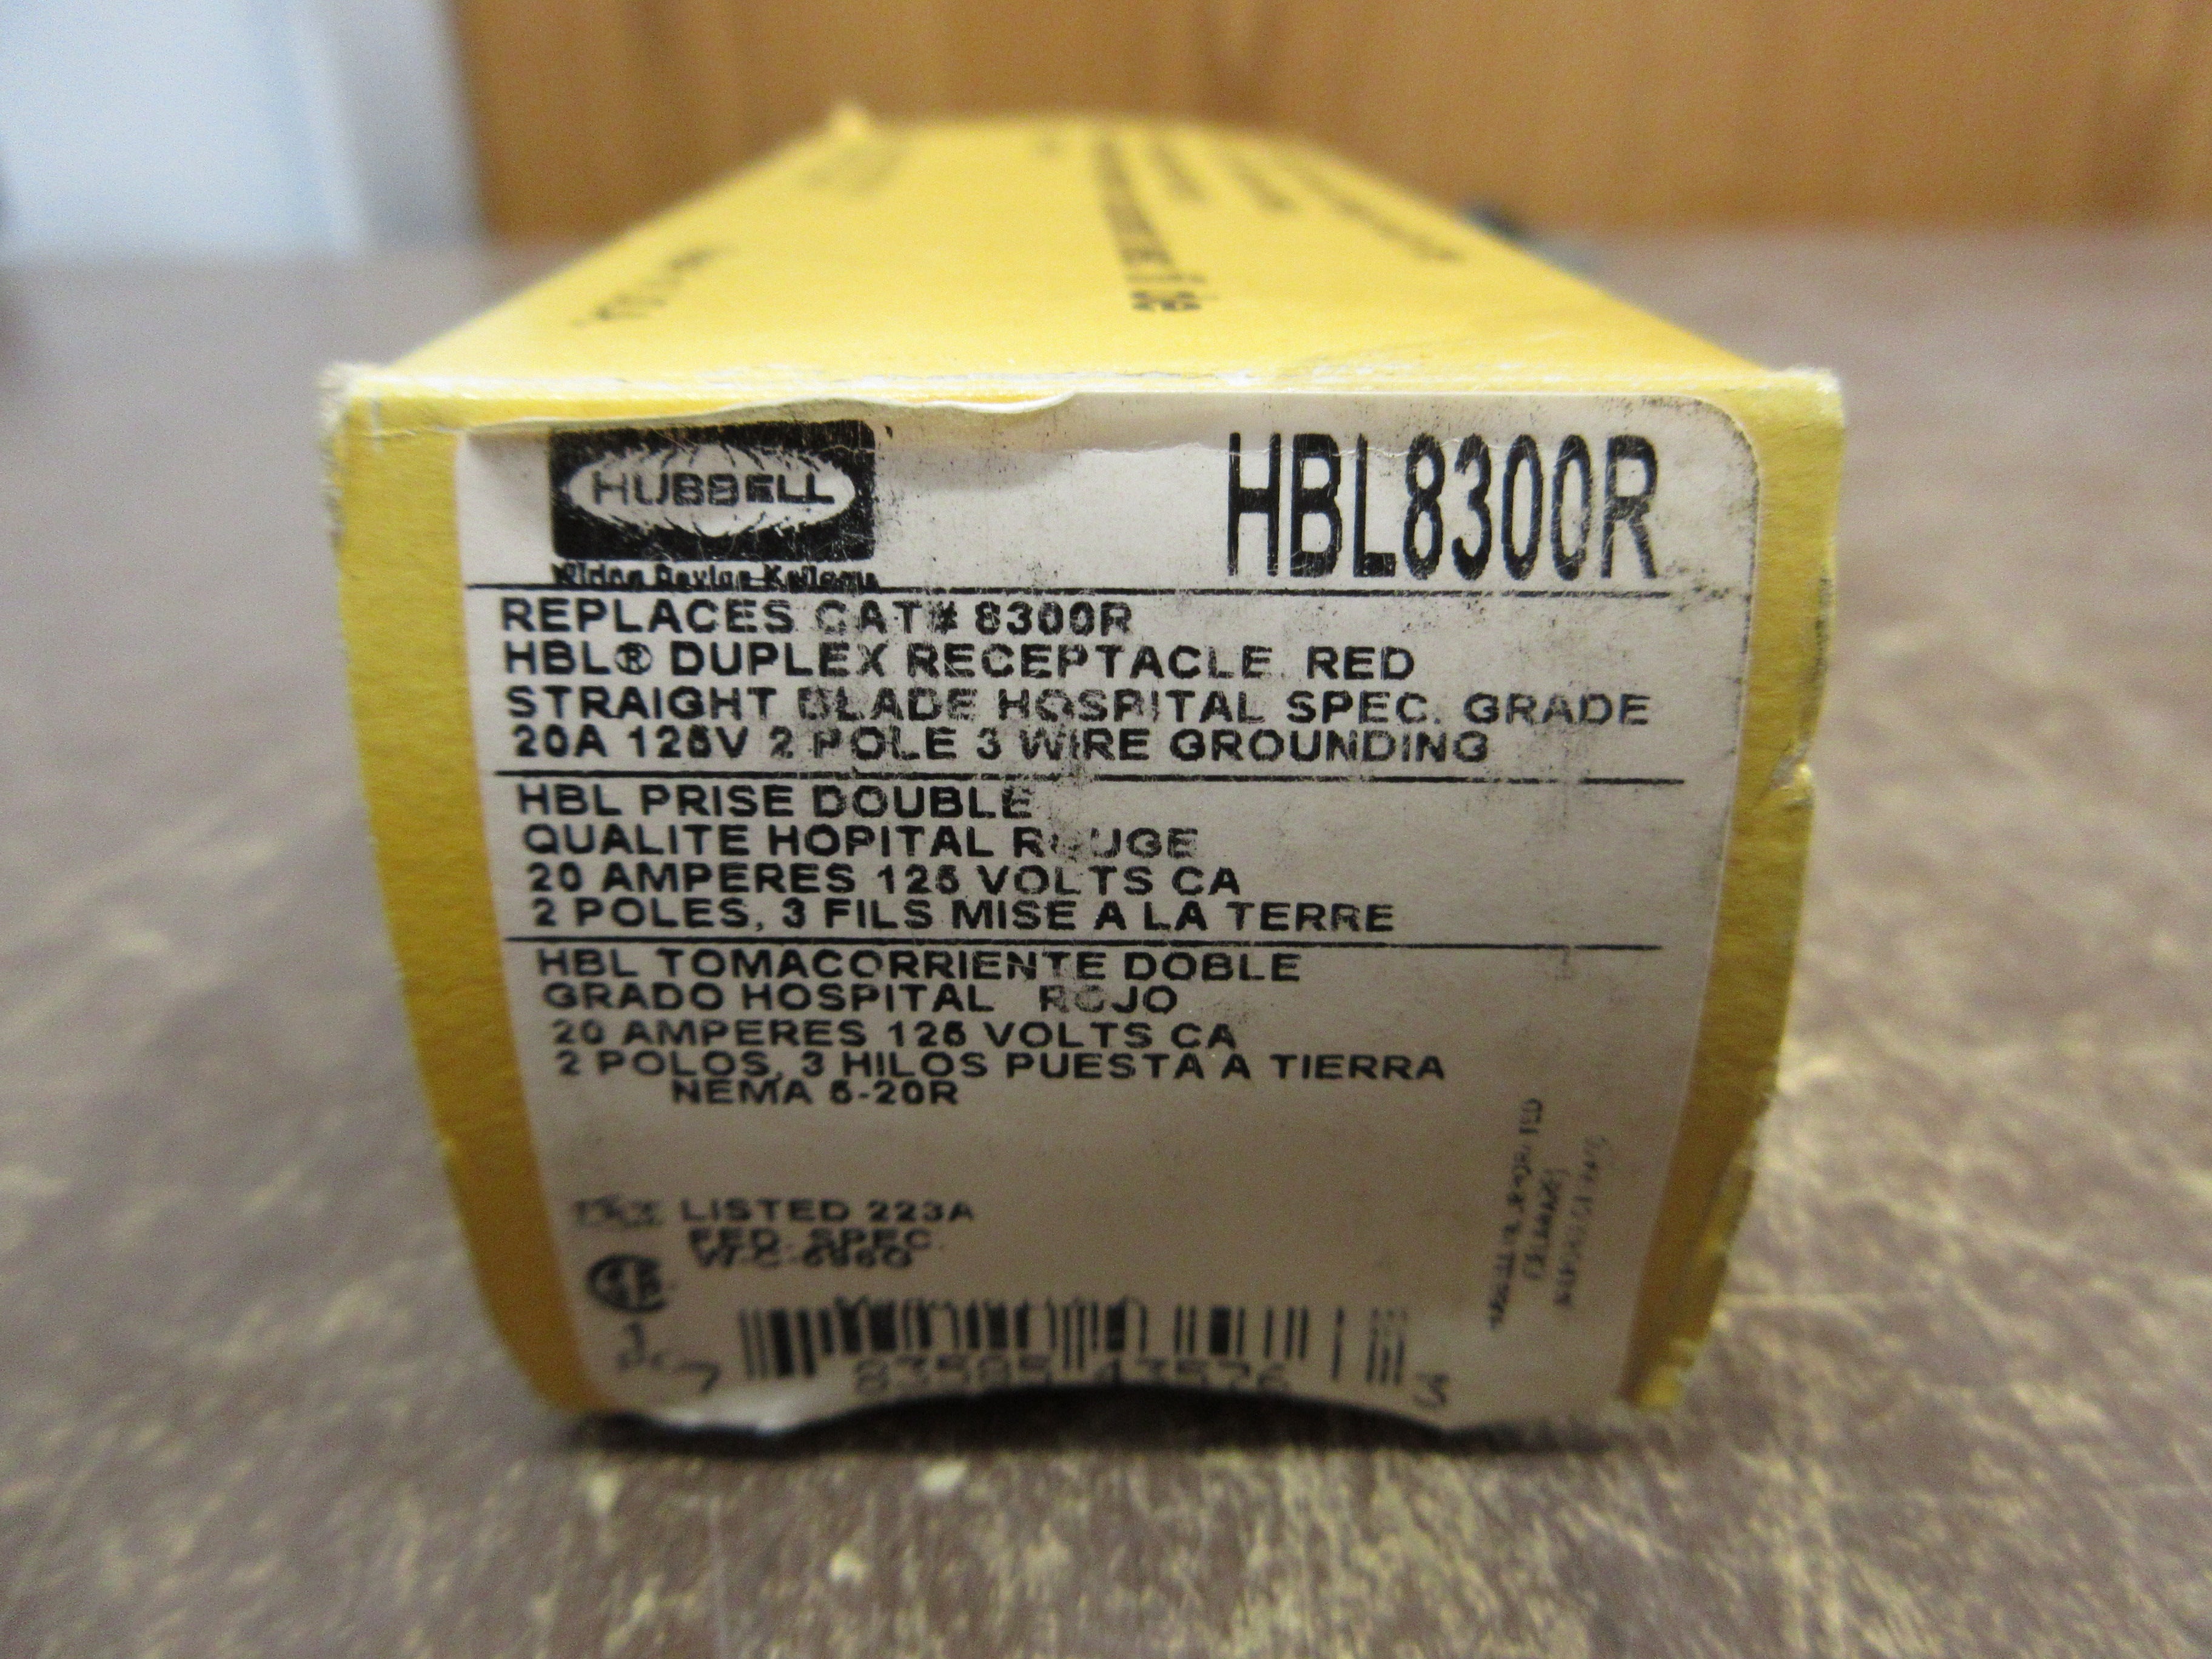 HUBBELL
HBL8300R
REPLACES CAT# 8300R
HBL® DUPLEX RECEPTACLE RED
STRAIGHT BLADE HOSPITAL SPEC. GRADE
20A 125V 2 POLE 3 WIRE GROUNDING
HBL PRISE DOUBLE
QUALITE HOPITAL ROUGE
20 AMPERES 125 VOLTS CA
2 POLES, 3 FILS MISE A LA TERRE
HBL TOMACORRIENTE DOBLE
GRADO HOSPITAL ROJO
20 AMPERES 125 VOLTS CA
2 POLOS, 3 HILOS PUESTA A TIERRA
NEMA 5-20R
LISTED 223A
FED. SPEC.
83585 43576